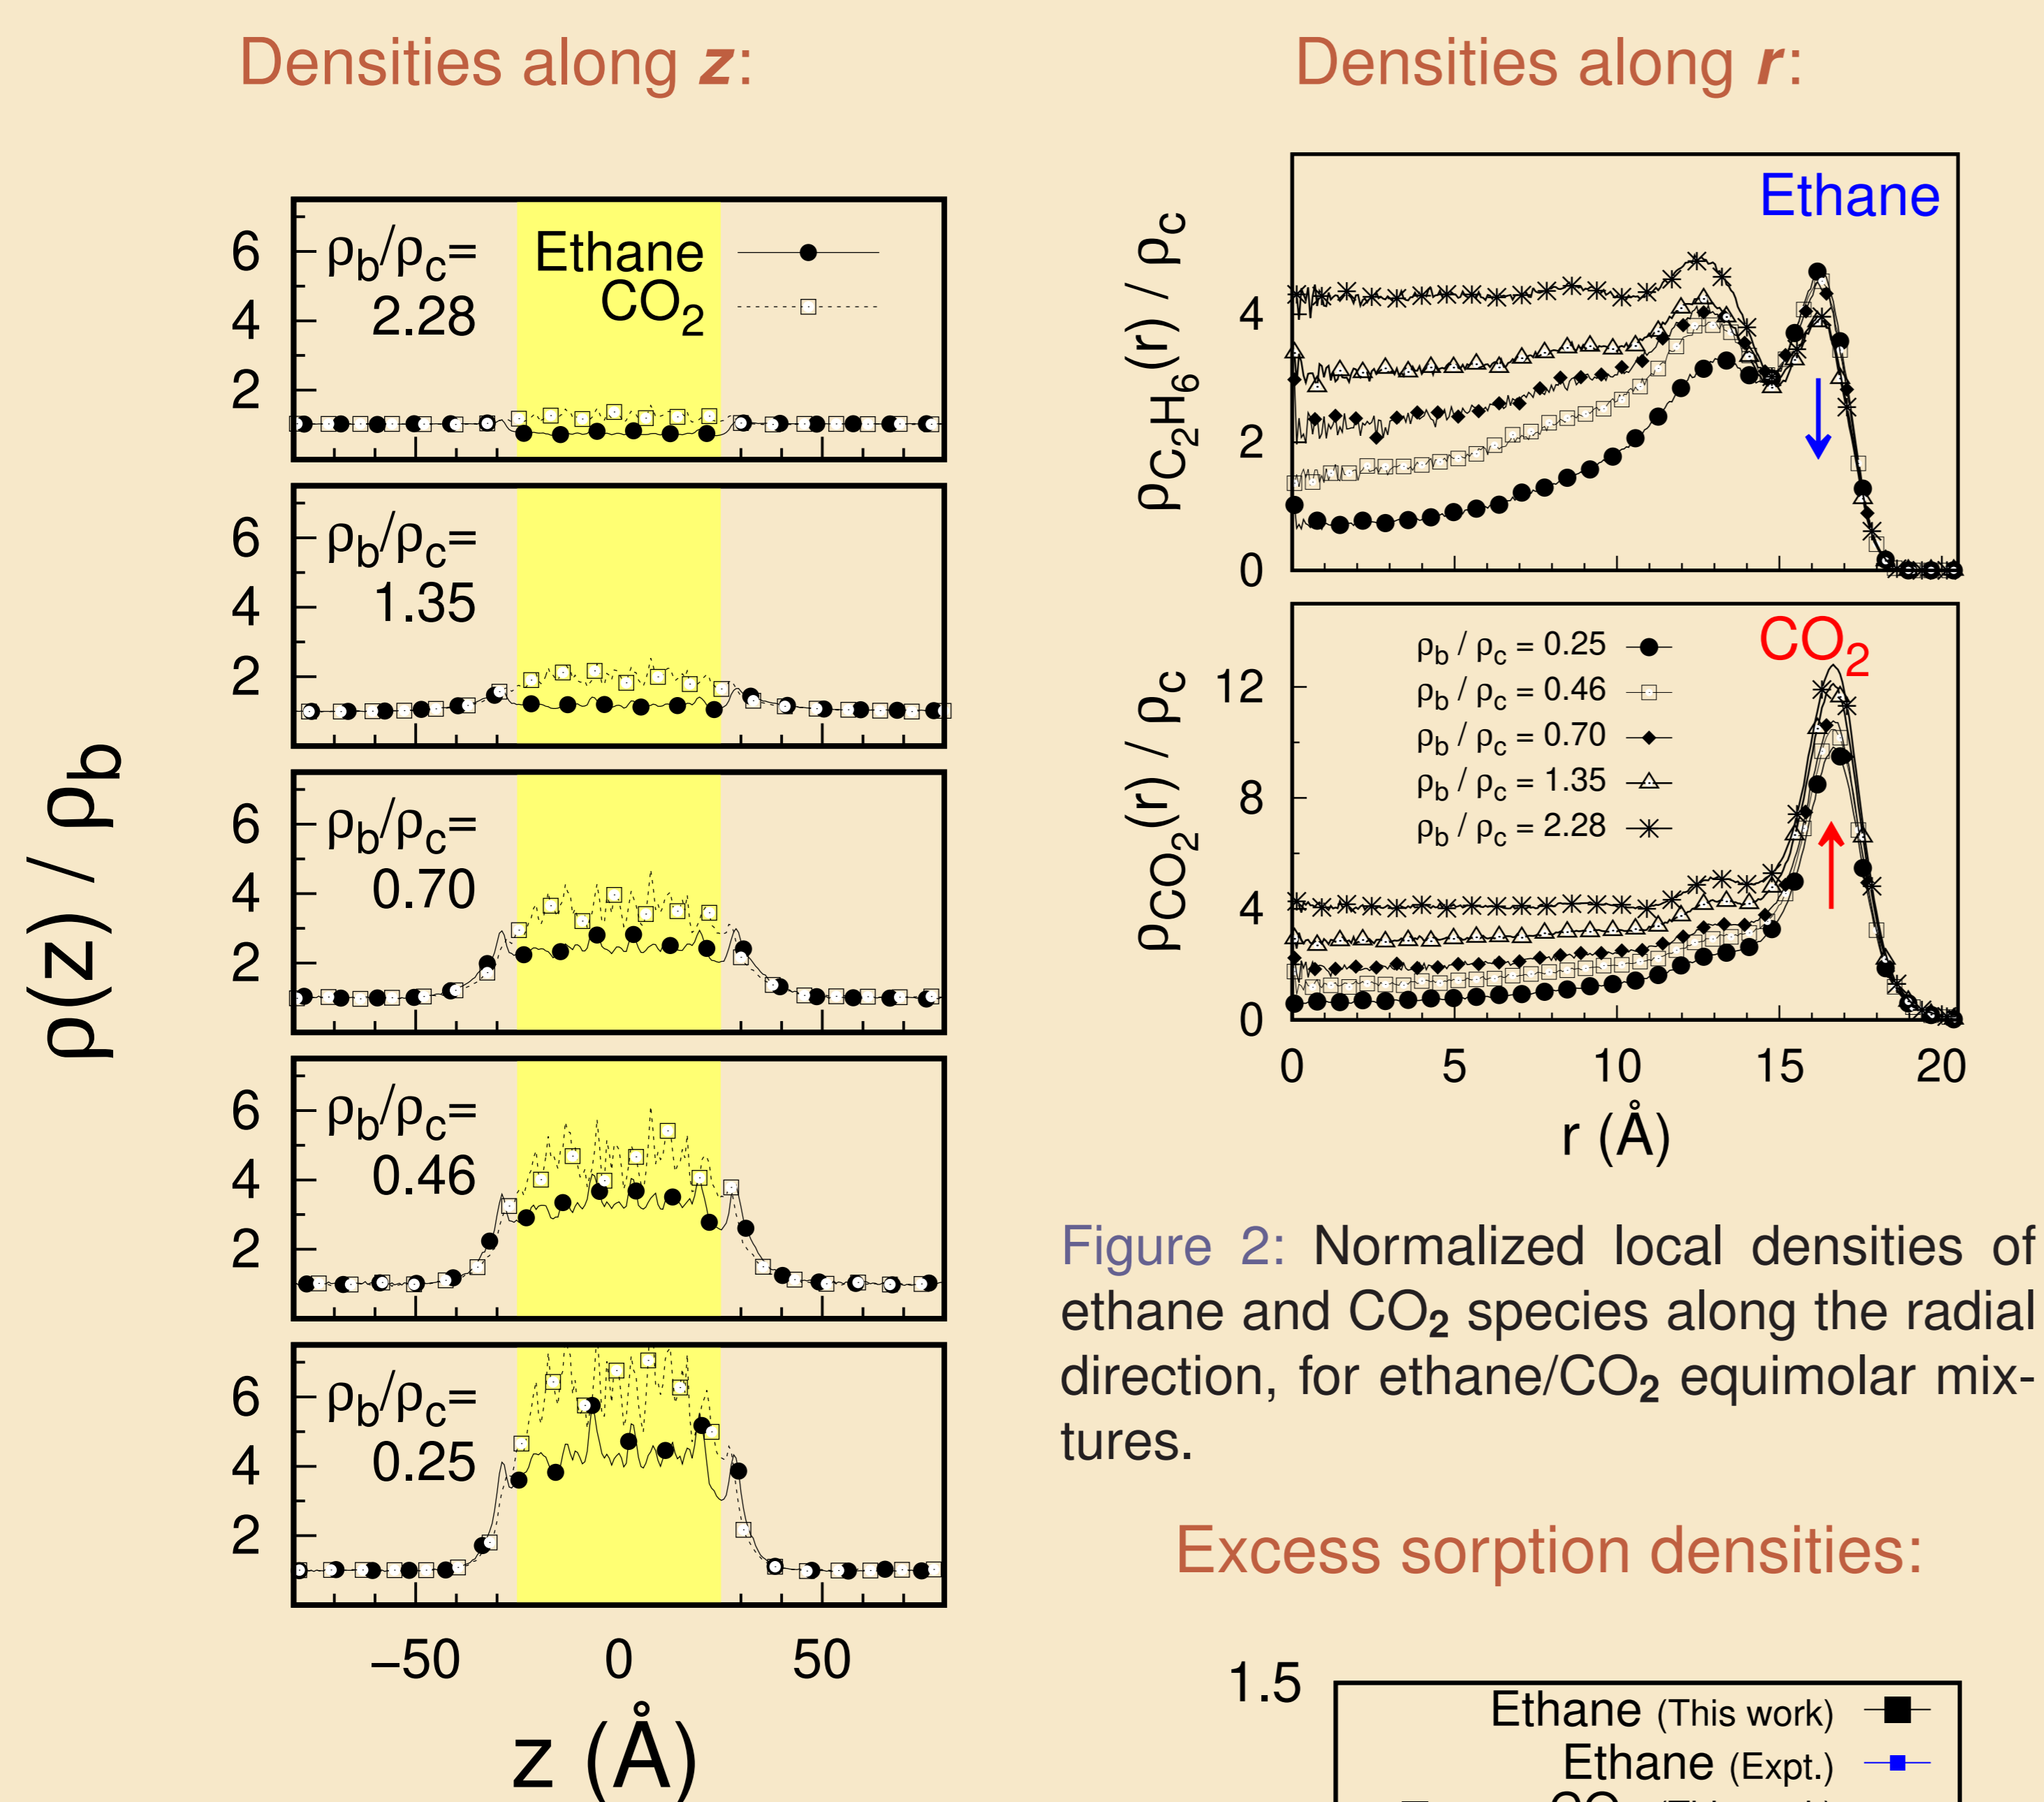 Densities along z:
ρ(z) / ρb
ρb/ρc=
2.28
Ethane
CO2
6
4
2
ρb/ρc=
1.35
6
4
2
ρb/ρc=
0.70
6
4
2
ρb/ρc=
0.46
6
4
2
ρb/ρc=
0.25
6
4
2
−50 0 50
z (Å)
Densities along r:
Ethane
ρC2H6(r) / ρc
4
2
0
CO2
ρCO2(r) / ρc
ρb / ρc = 0.25
ρb / ρc = 0.46
ρb / ρc = 0.70
ρb / ρc = 1.35
ρb / ρc = 2.28
12
8
4
0
0 5 10 15 20
r (Å)
Figure 2: Normalized local densities of
ethane and CO2 species along the radial
direction, for ethane/CO2 equimolar mix-
tures.
Excess sorption densities:
1.5
Ethane (This work)
Ethane (Expt.)